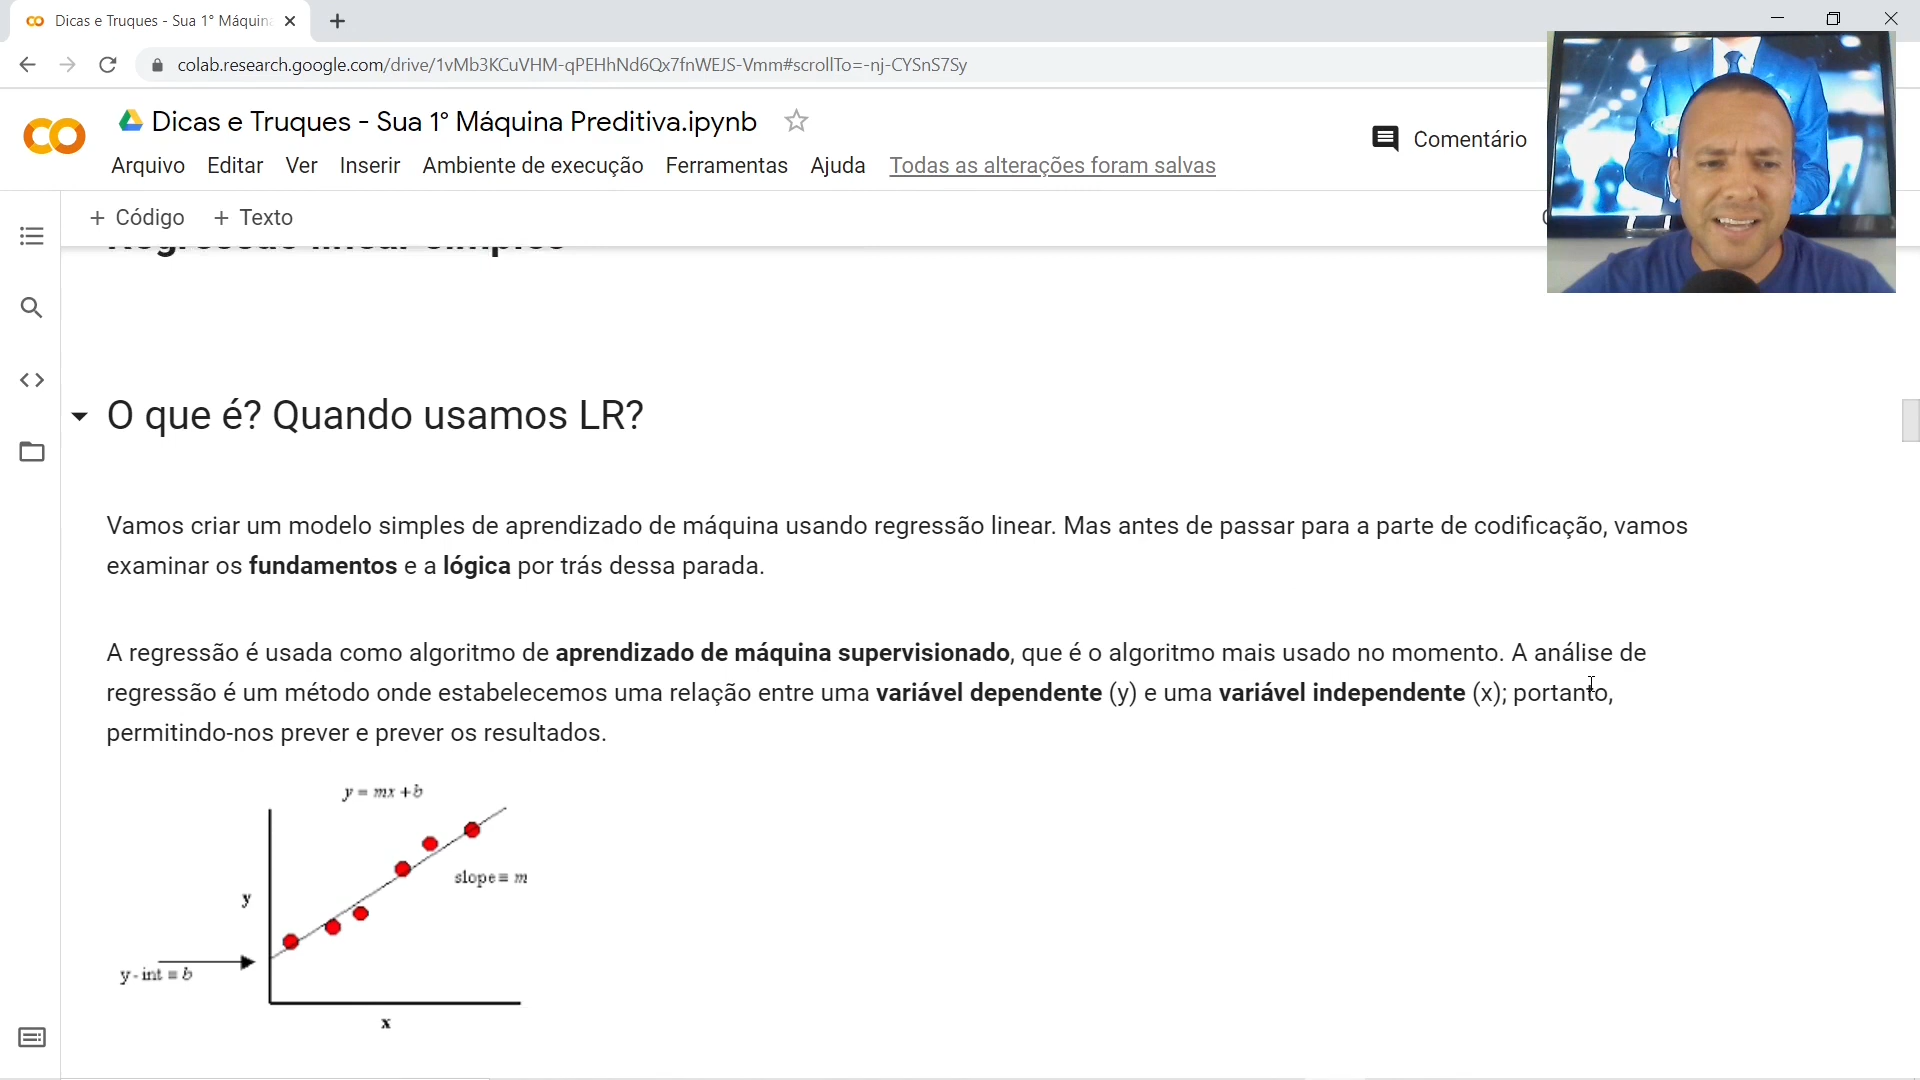 Dicas e Truques - Sua 1° Máquin
colab.research.google.com/drive/1vMb3KCuVHM-qPEHhNd6Qx7fnWEJS-Vmm#scrollTo=-nj-CYSnS7Sy
Dicas e Truques - Sua 1° Máquina Preditiva.ipynb
Comentário
Arquivo Editar Ver Inserir Ambiente de execução Ferramentas Ajuda Todas as alterações foram salvas
+ Código + Texto
Regressão linear simples
O que é? Quando usamos LR?
Vamos criar um modelo simples de aprendizado de máquina usando regressão linear. Mas antes de passar para a parte de codificação, vamos
examinar os fundamentos e a lógica por trás dessa parada.
A regressão é usada como algoritmo de aprendizado de máquina supervisionado, que é o algoritmo mais usado no momento. A análise de
regressão é um método onde estabelecemos uma relação entre uma variável dependente (y) e uma variável independente (x); portanto,
permitindo-nos prever e prever os resultados.
y = mx + b
slope ≡ m
y
y-int ≡ b
x